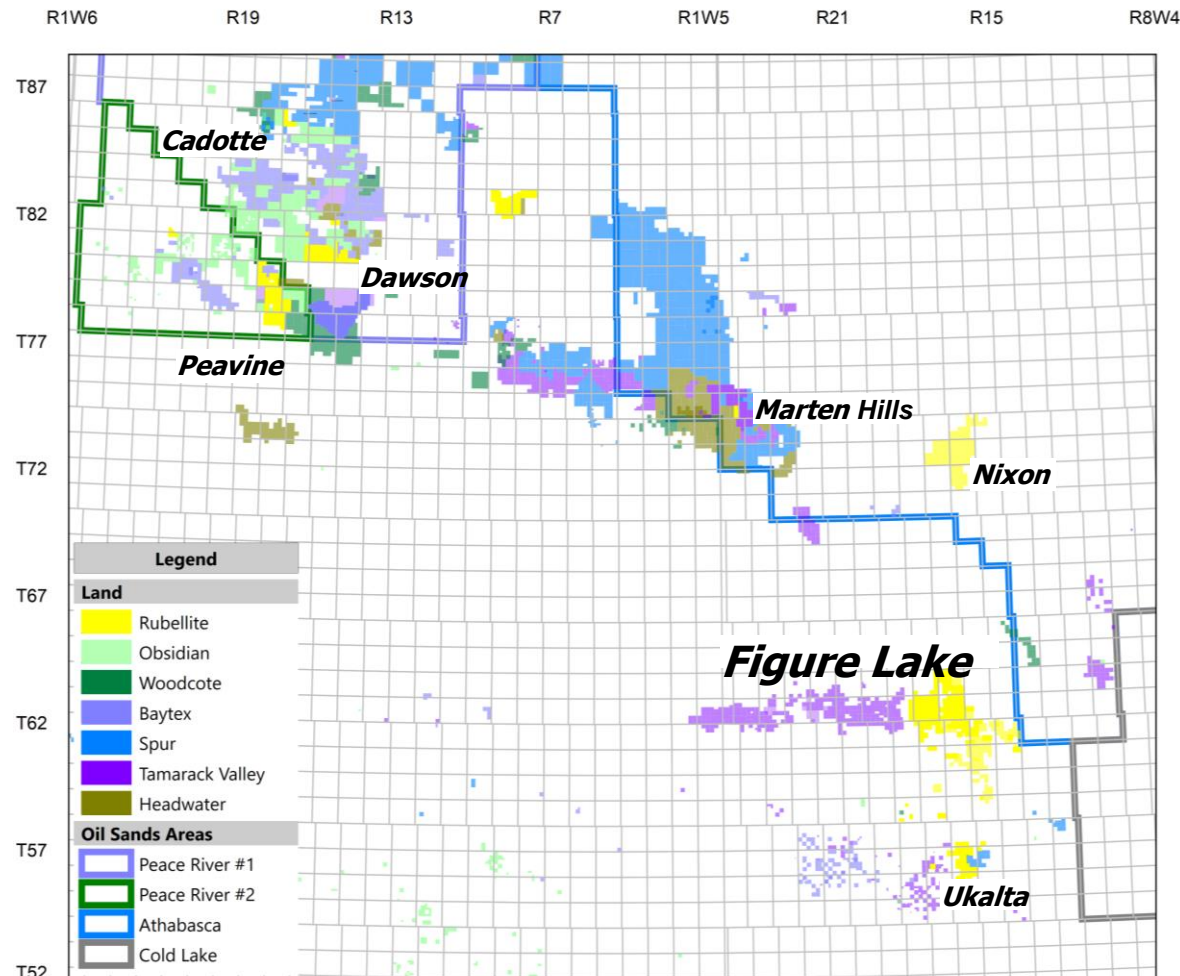 R1W6 R19 R13 R7 R1W5 R21 R15 R8W4
T87
Cadotte
T82
Dawson
T77
Peavine
Marten Hills
T72
Nixon
Legend
Land
T67
Rubellite
Obsidian
Figure Lake
Woodcote
Baytex
T62
Spur
Tamarack Valley
Headwater
Oil Sands Areas
T57
Peace River #1
Peace River #2
Ukalta
Athabasca
Cold Lake
T52